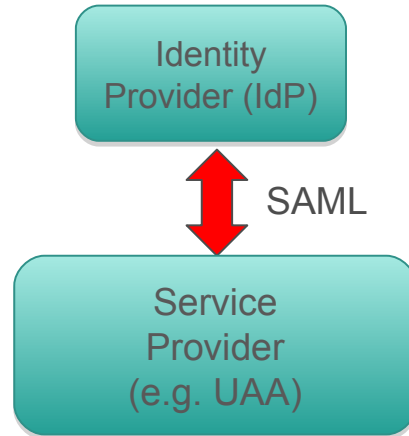 Identity
Provider (IdP)
SAML
Service
Provider
(e.g. UAA)